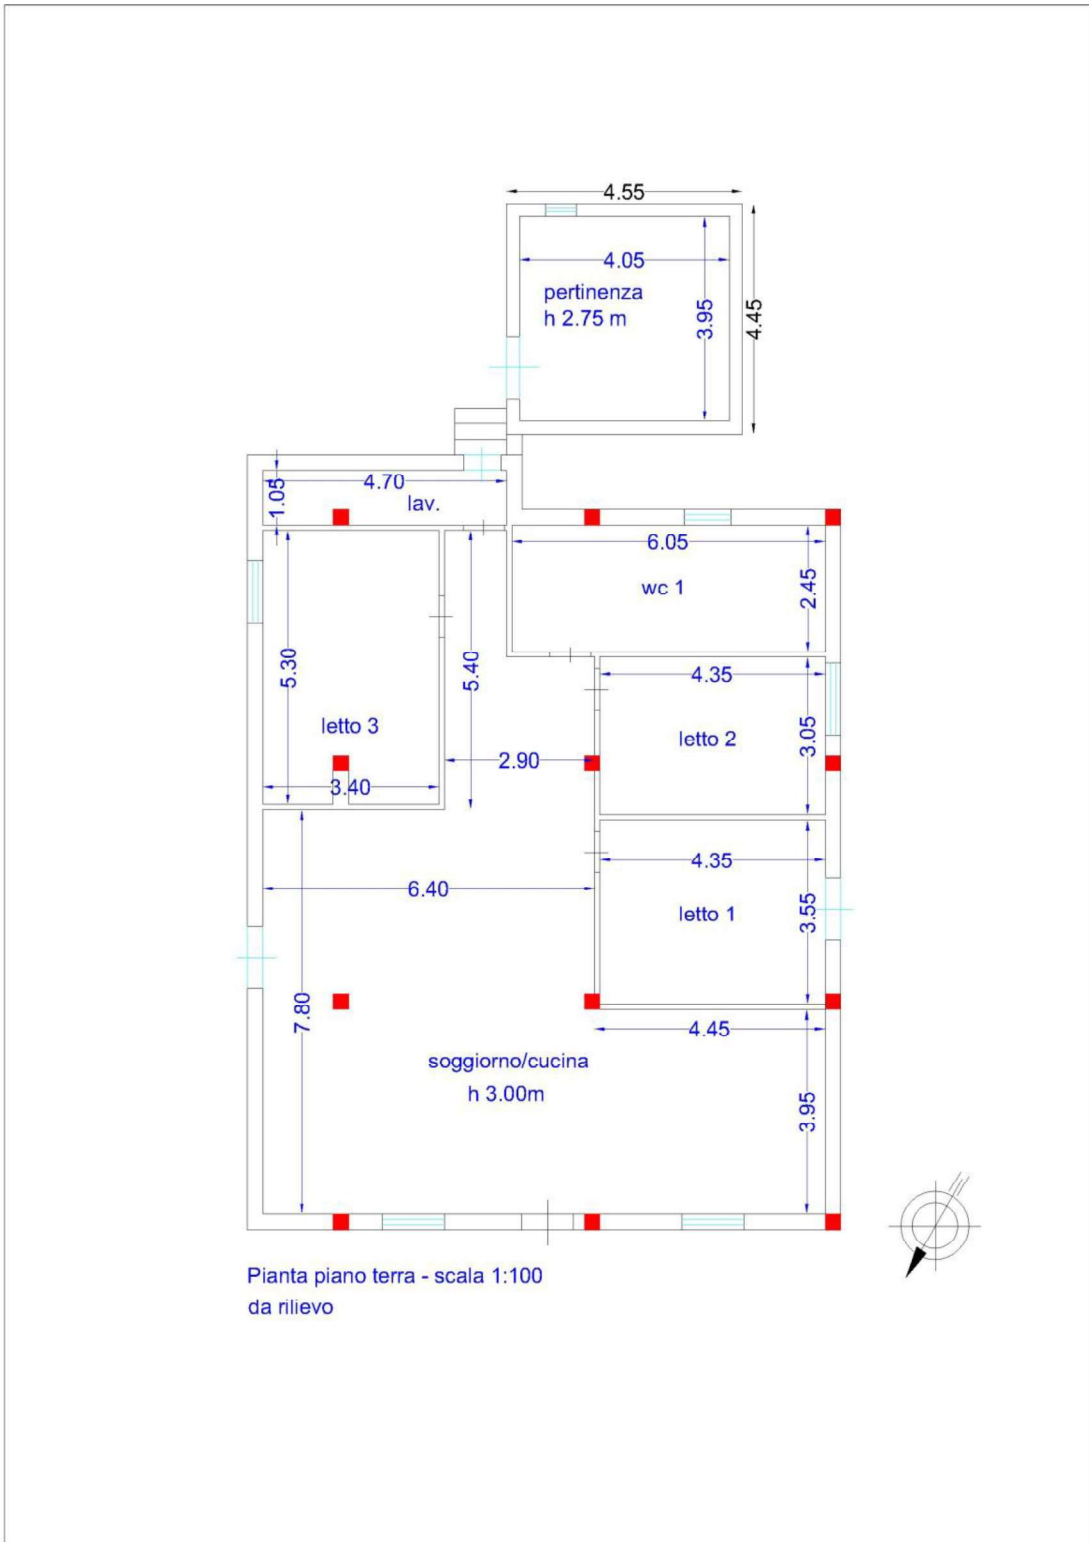 4.55
4.05
pertinenza
h 2.75 m
3.95
4.45
4.70
1.05
lav.
6.05
wc 1
2.45
5.30
5.40
4.35
letto 3
letto 2
3.05
2.90
3.40
4.35
6.40
letto 1
3.55
7.80
4.45
soggiorno/cucina
h 3.00m
3.95
Pianta piano terra - scala 1:100
da rilievo